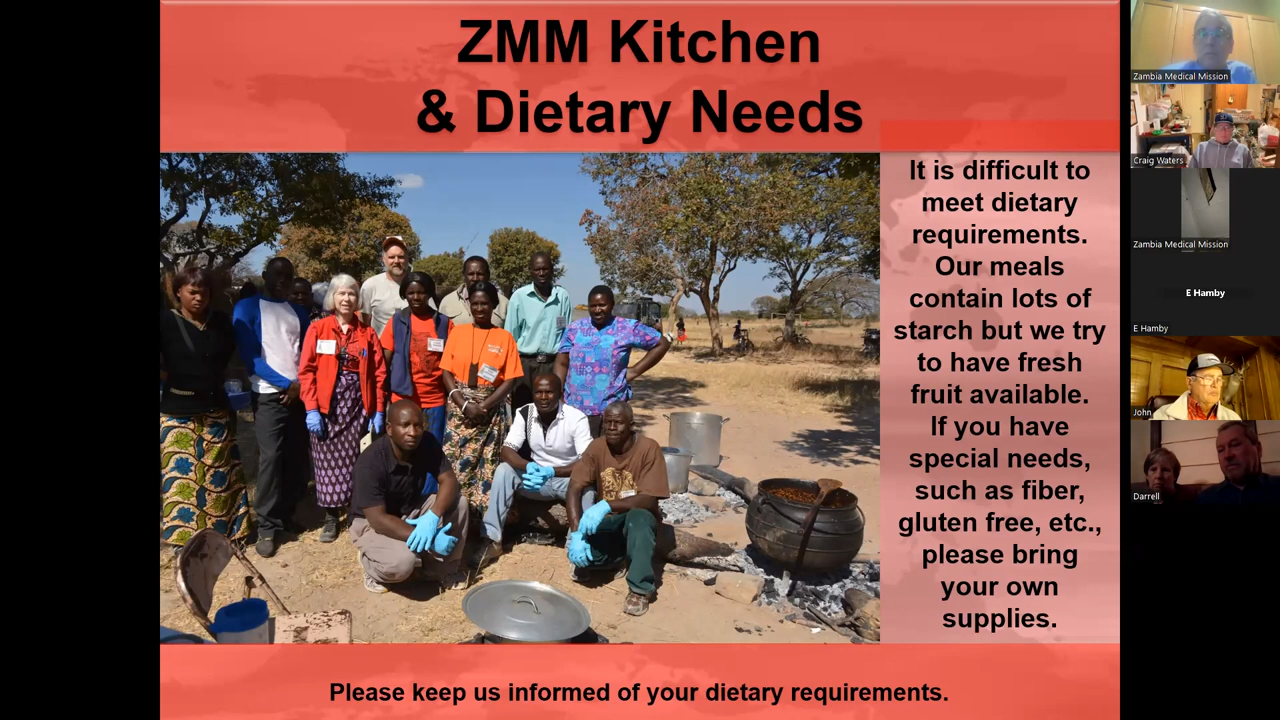 ZMM Kitchen
& Dietary Needs
It is difficult to
meet dietary
requirements.
Our meals
contain lots of
starch but we try
to have fresh
fruit available.
If you have
special needs,
such as fiber,
gluten free, etc.,
please bring
your own
supplies.
Please keep us informed of your dietary requirements.
Zambia Medical Mission
Craig Waters
Zambia Medical Mission
E Hamby
E Hamby
John
Darrell